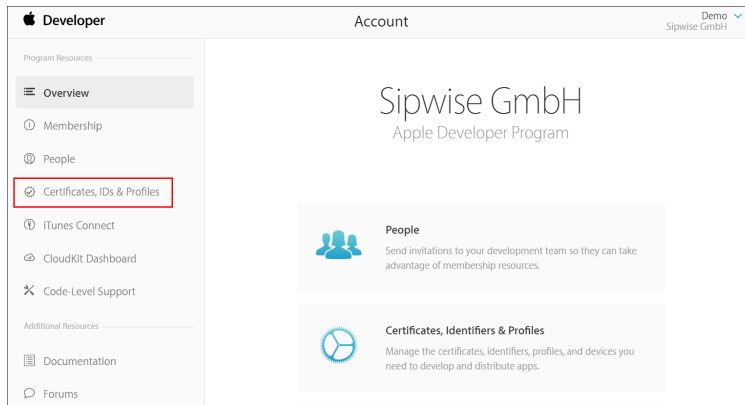 Developer
Account
Demo
Sipwise GmbH
Program Resources
Overview
Membership
People
Certificates, IDs & Profiles
iTunes Connect
CloudKit Dashboard
Code-Level Support
Additional Resources
Documentation
Forums
Sipwise GmbH
Apple Developer Program
People
Send invitations to your development team so they can take
advantage of membership resources.
Certificates, Identifiers & Profiles
Manage the certificates, identifiers, profiles, and devices you
need to develop and distribute apps.